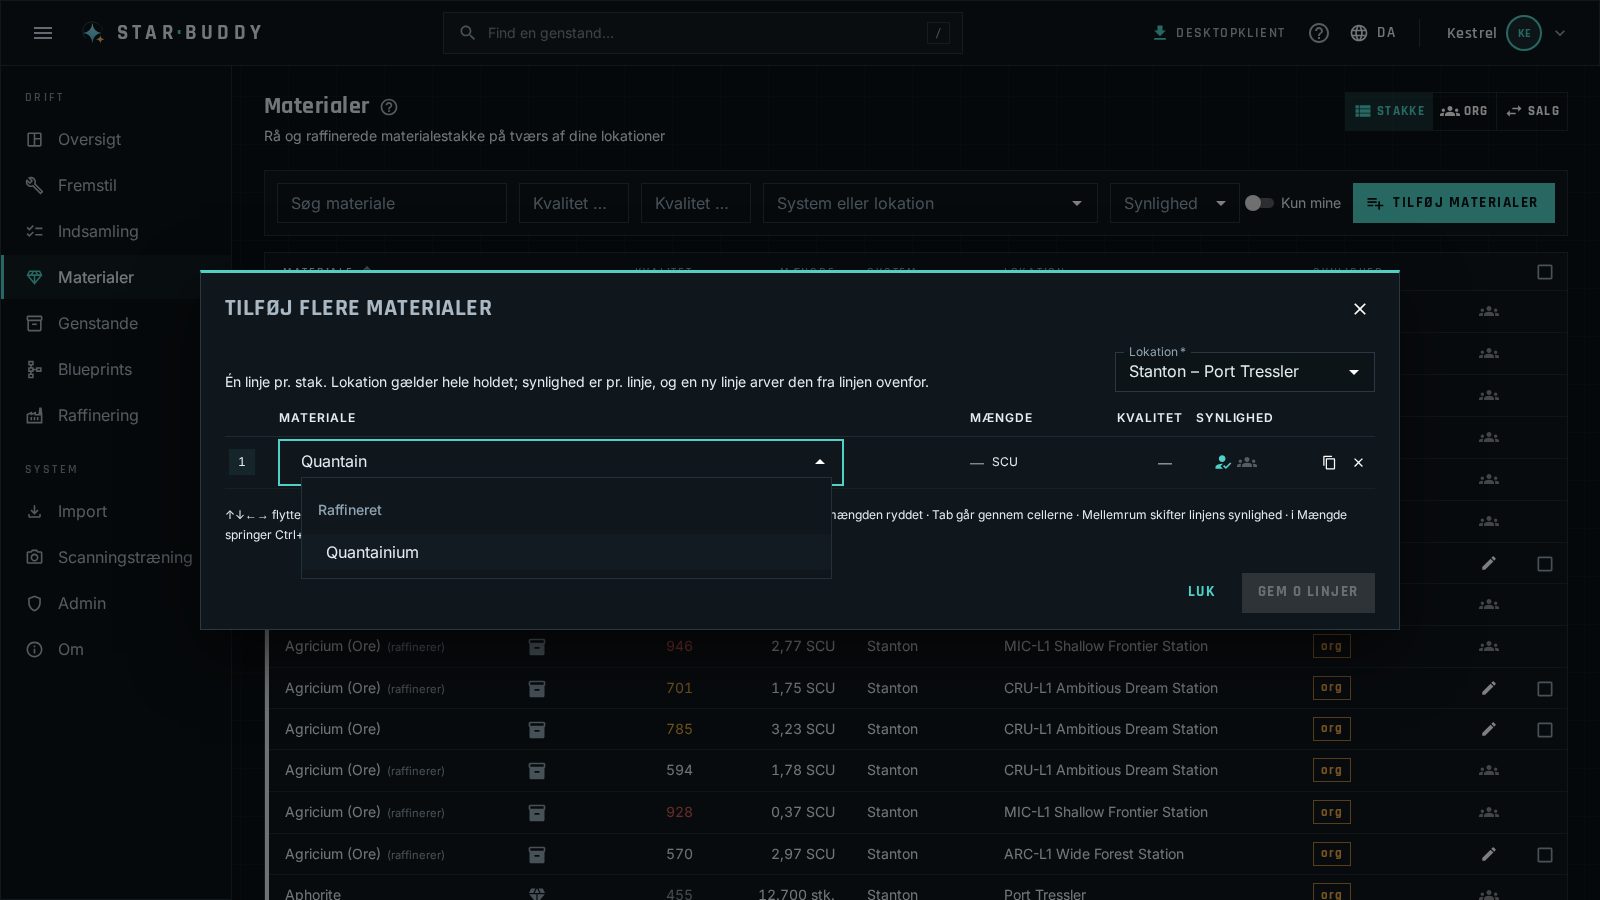 STAR·BUDDY
Find en genstand...
/
DESKTOPKLIENT
DA
Kestrel
KE
DRIFT
Oversigt
Fremstil
Indsamling
Materialer
Genstande
Blueprints
Raffinering
SYSTEM
Import
Scanningstræning
Admin
Om
Materialer
Rå og raffinerede materialestakke på tværs af dine lokationer
STAKKE
ORG
SALG
Søg materiale
Kvalitet ...
Kvalitet ...
System eller lokation
Synlighed
Kun mine
TILFØJ MATERIALER
TILFØJ FLERE MATERIALER
Én linje pr. stak. Lokation gælder hele holdet; synlighed er pr. linje, og en ny linje arver den fra linjen ovenfor.
Lokation *
Stanton – Port Tressler
MATERIALE MÆNGDE KVALITET SYNLIGHED
1 Quantain — SCU —
Raffineret
Quantainium
↑↓←→ flytte mængden ryddet · Tab går gennem cellerne · Mellemrum skifter linjens synlighed · i Mængde
springer Ctrl+
LUK
GEM 0 LINJER
Agricium (Ore) (raffinerer) 946 2,77 SCU Stanton MIC-L1 Shallow Frontier Station org
Agricium (Ore) (raffinerer) 701 1,75 SCU Stanton CRU-L1 Ambitious Dream Station org
Agricium (Ore) 785 3,23 SCU Stanton CRU-L1 Ambitious Dream Station org
Agricium (Ore) (raffinerer) 594 1,78 SCU Stanton CRU-L1 Ambitious Dream Station org
Agricium (Ore) (raffinerer) 928 0,37 SCU Stanton MIC-L1 Shallow Frontier Station org
Agricium (Ore) (raffinerer) 570 2,97 SCU Stanton ARC-L1 Wide Forest Station org
Aphorite 455 12.700 stk. Stanton Port Tressler org